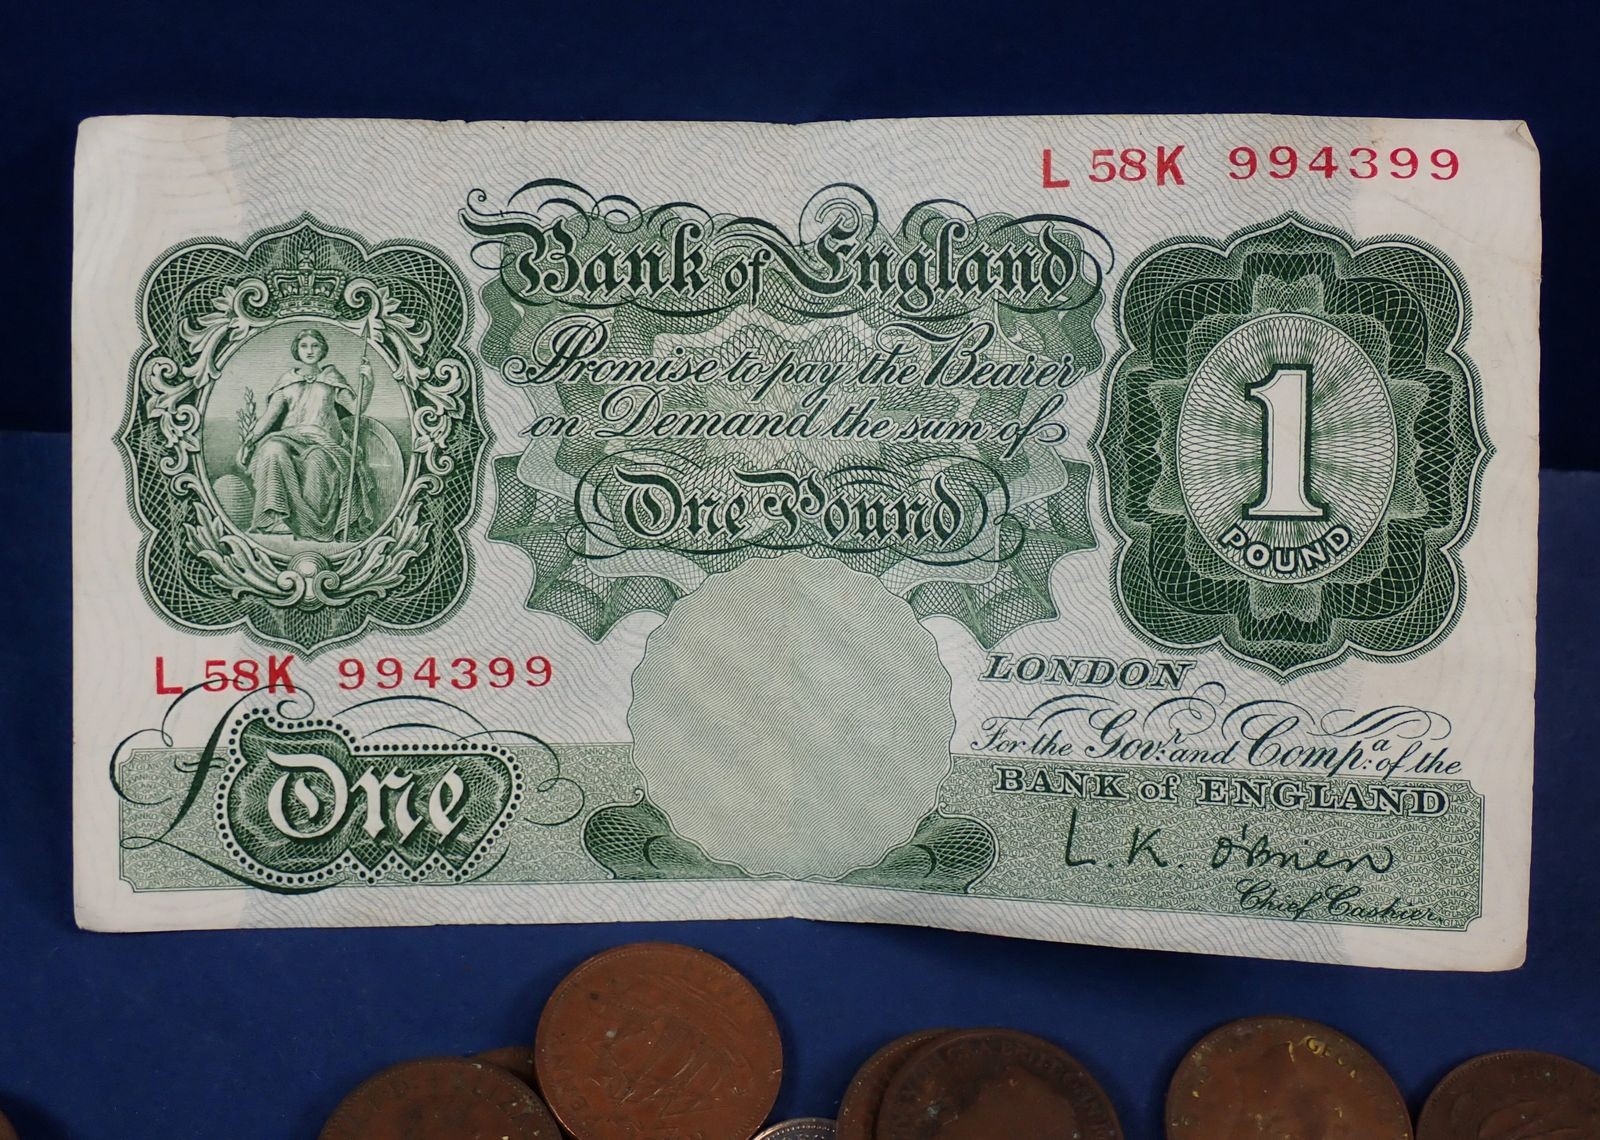 L 58K 994399
Bank of England
Promise to pay the Bearer
on Demand the sum of
One Pound
1
POUND
L 58K 994399
£ One
LONDON
For the Govr. and Compa. of the
BANK of ENGLAND
L.K. O'Brien
Chief Cashier.